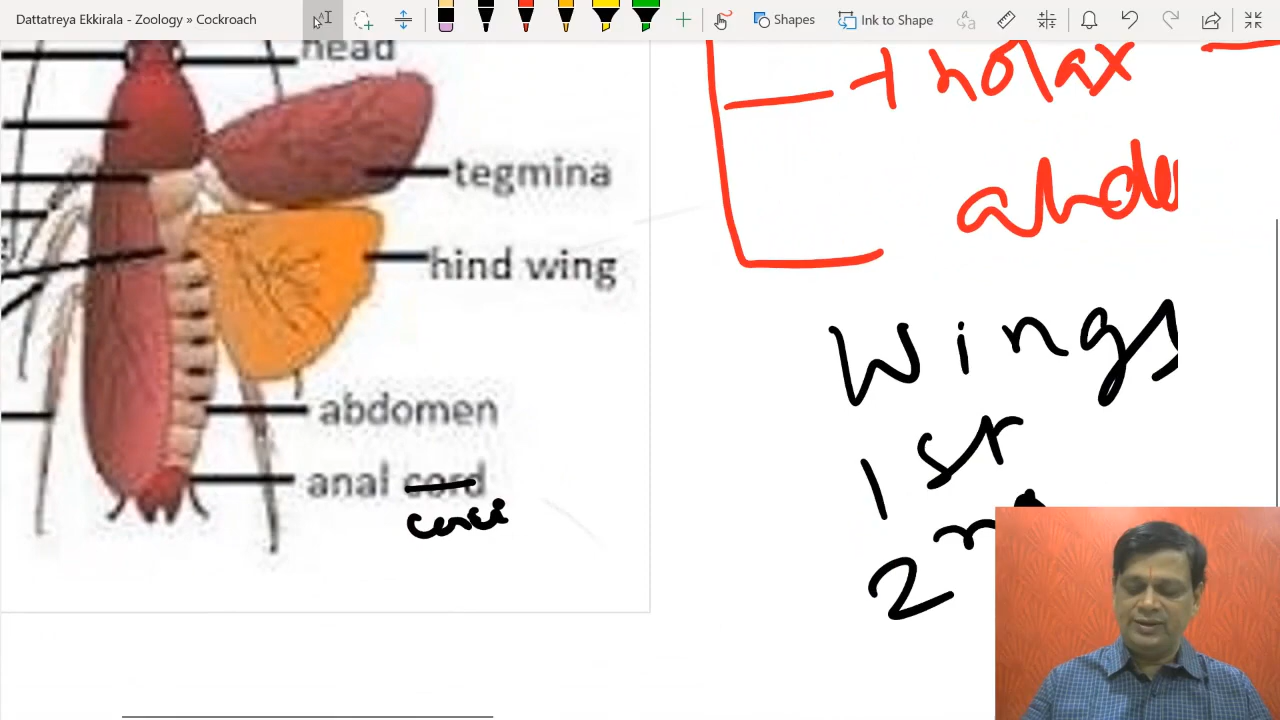 Dattatreya Ekkirala - Zoology » Cockroach
Shapes
Ink to Shape
head
tegmina
hind wing
abdomen
anal cord
cerci
thorax
abdo
Wings
1st
2n